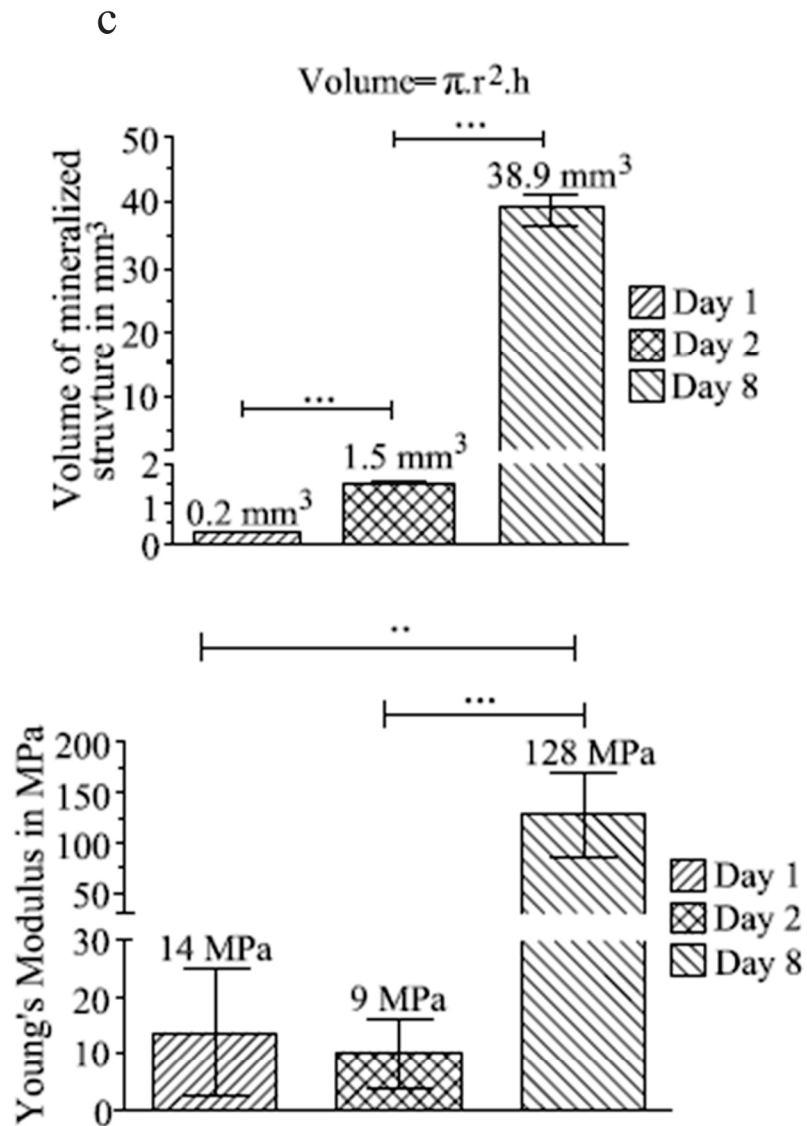 c
Volume=π.r².h
...
50
40
30
20
10
2
1
0
Volume of mineralized
struvture in mm³
38.9 mm³
...
1.5 mm³
0.2 mm³
Day 1
Day 2
Day 8
..
...
200
150
100
50
30
20
10
0
Young's Modulus in MPa
128 MPa
14 MPa
9 MPa
Day 1
Day 2
Day 8